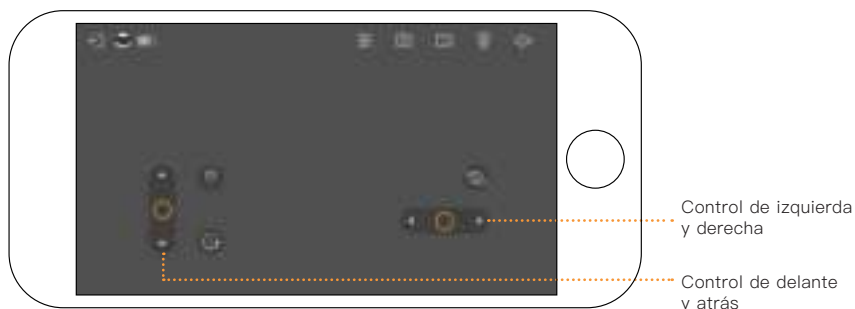 Control de izquierda
y derecha
Control de delante
y atrás